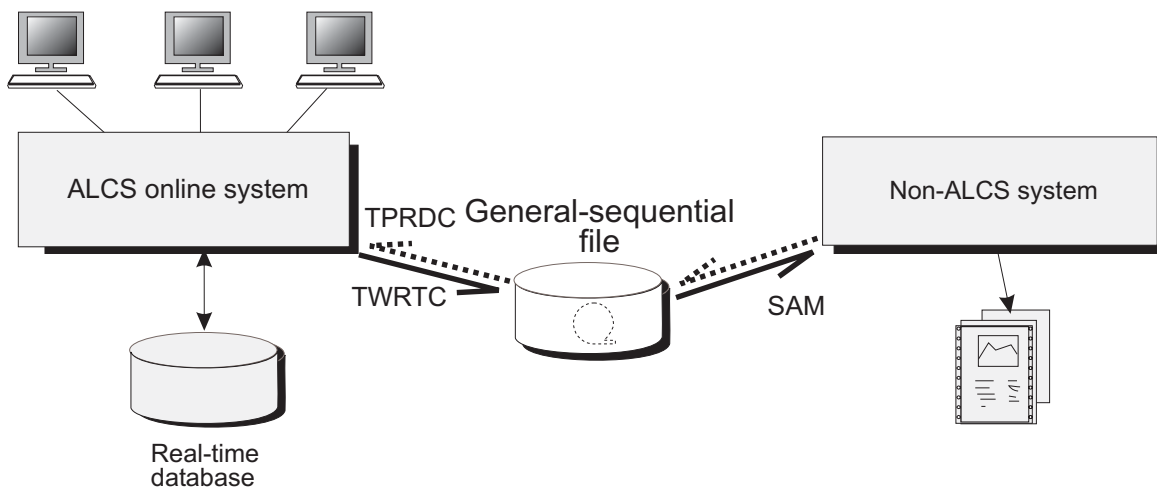 ALCS online system
Non-ALCS system
TPRDC
General-sequential
file
TWRTC
SAM
Real-time
database